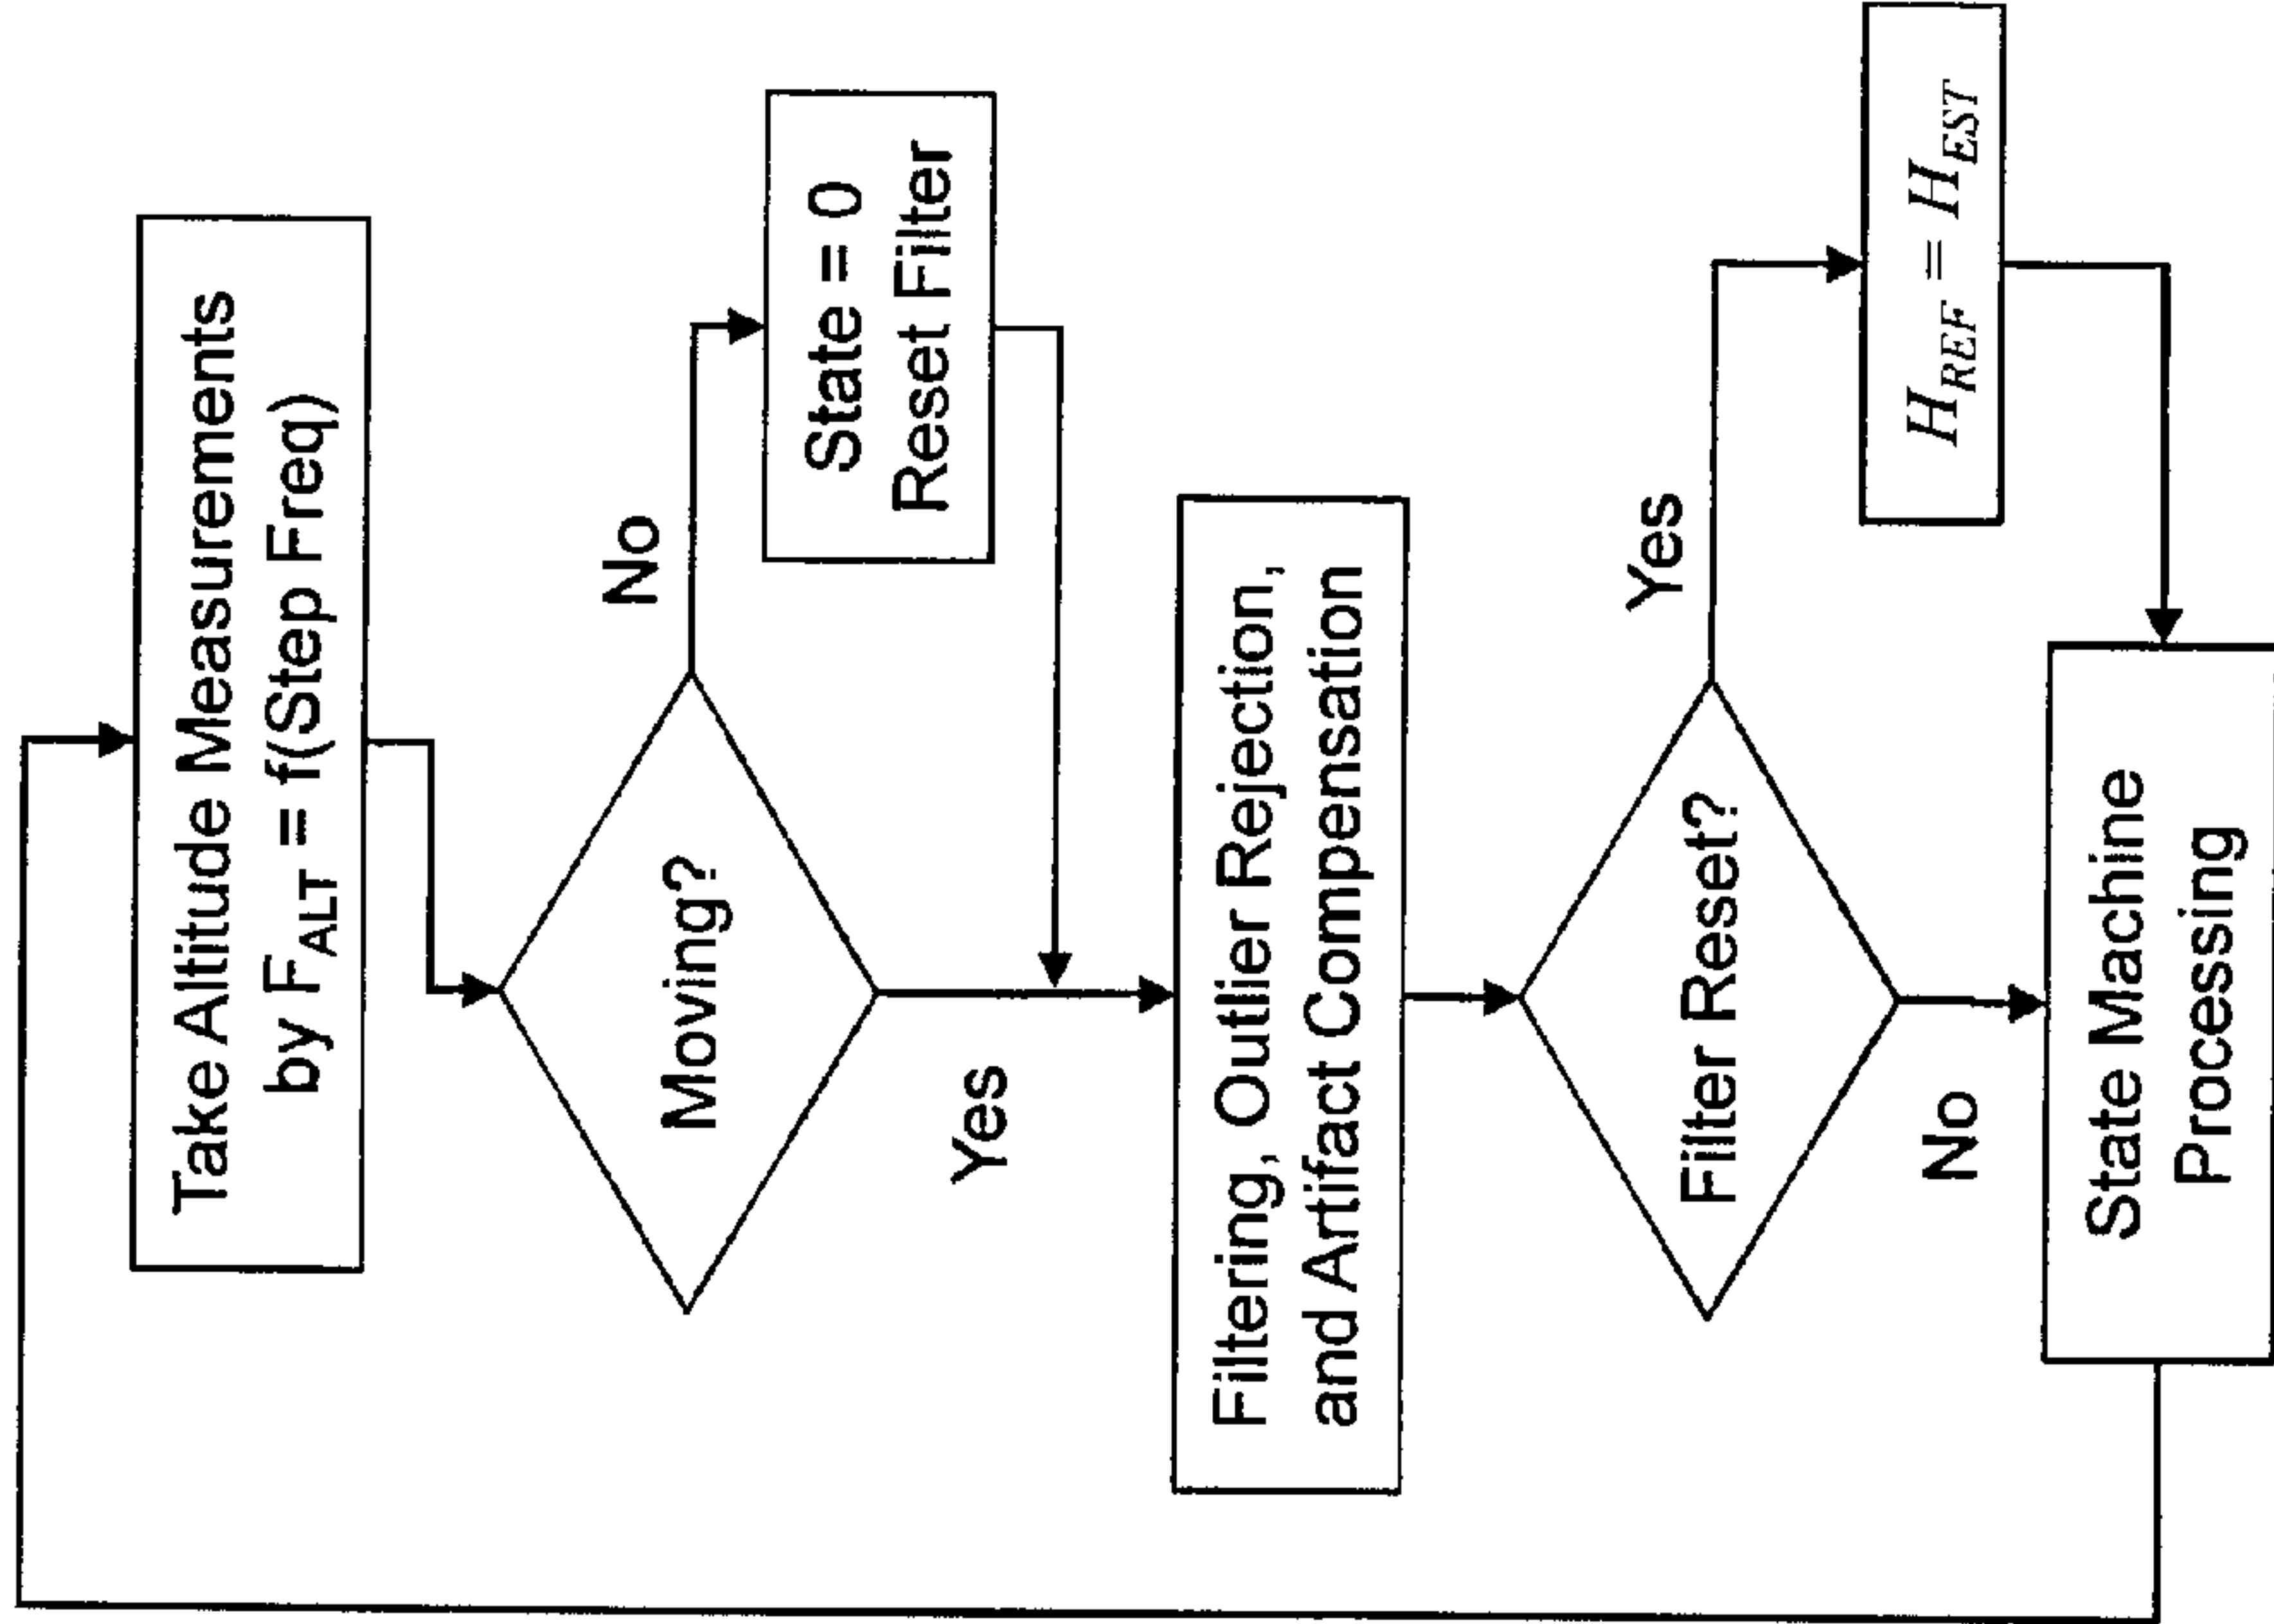 Take Altitude Measurements
by F_ALT = f(Step Freq)
Moving?
No
State = 0
Reset Filter
Yes
Filtering, Outlier Rejection,
and Artifact Compensation
Filter Reset?
Yes
H_REF = H_EST
No
State Machine
Processing